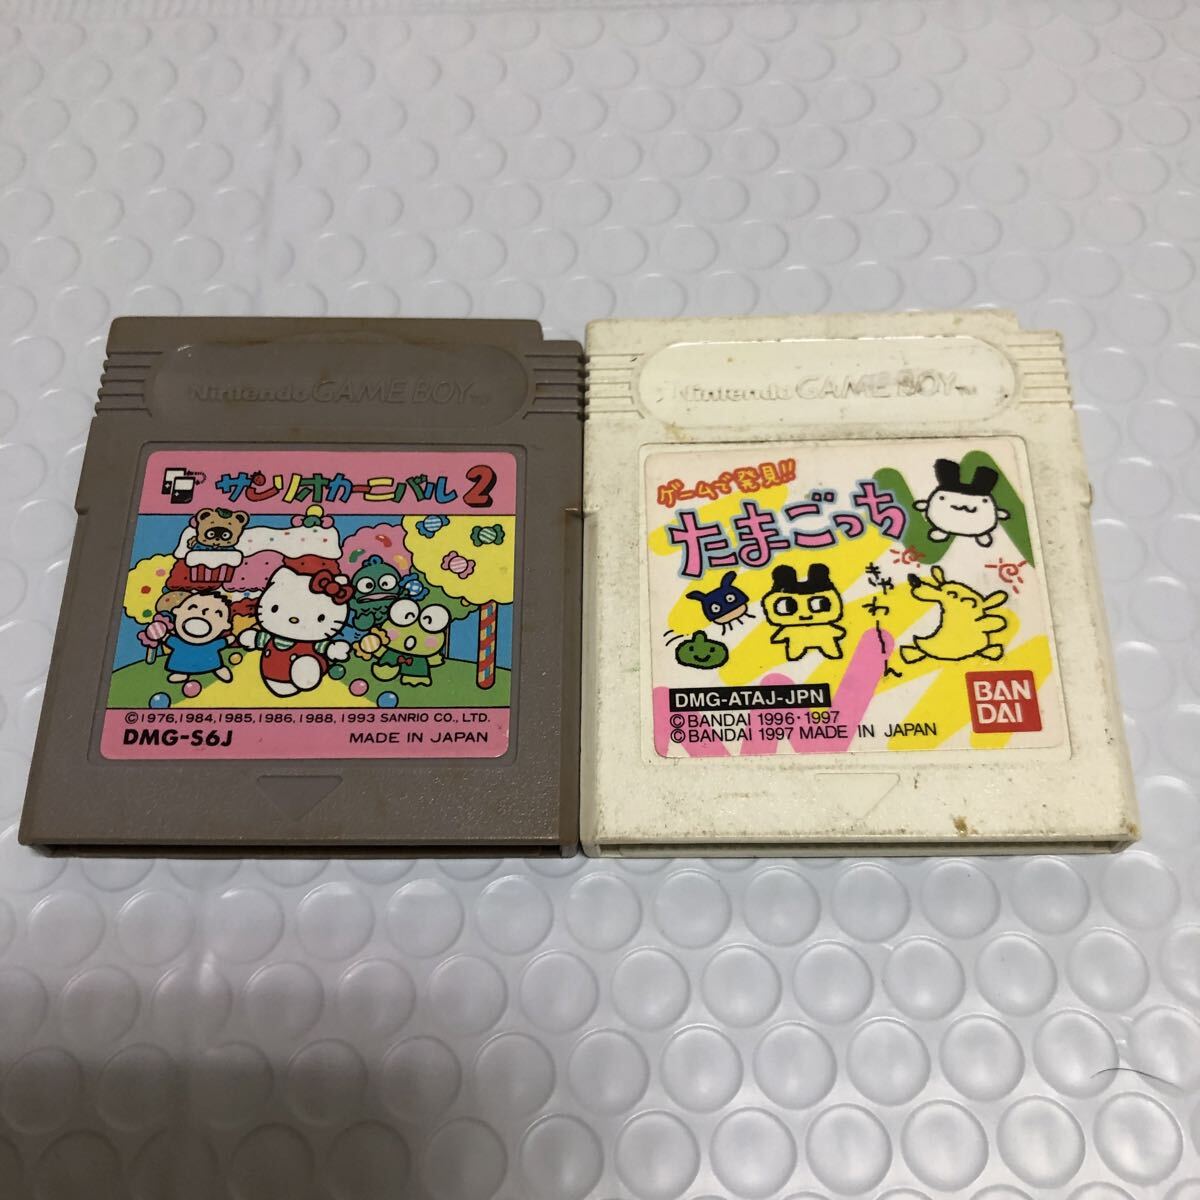 Nintendo GAME BOY TM
サンリオカーニバル2
©1976,1984,1985,1986,1988,1993 SANRIO CO., LTD.
DMG-S6J MADE IN JAPAN
Nintendo GAME BOY TM
ゲームで発見!!
たまごっち
きゃわーーん
DMG-ATAJ-JPN
©BANDAI 1996・1997
©BANDAI 1997 MADE IN JAPAN
BAN
DAI